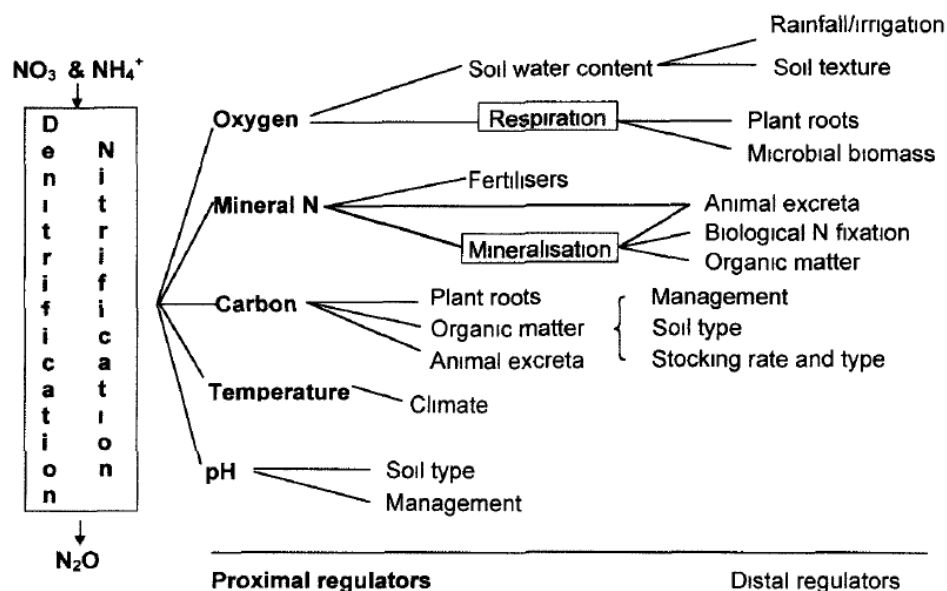 NO₃ & NH₄⁺
Denitrification
Nitrification
N₂O
Oxygen
Soil water content
Rainfall/irrigation
Soil texture
Respiration
Plant roots
Microbial biomass
Mineral N
Fertilisers
Animal excreta
Mineralisation
Biological N fixation
Organic matter
Carbon
Plant roots
Organic matter
Animal excreta
Management
Soil type
Stocking rate and type
Temperature
Climate
pH
Soil type
Management
Proximal regulators
Distal regulators